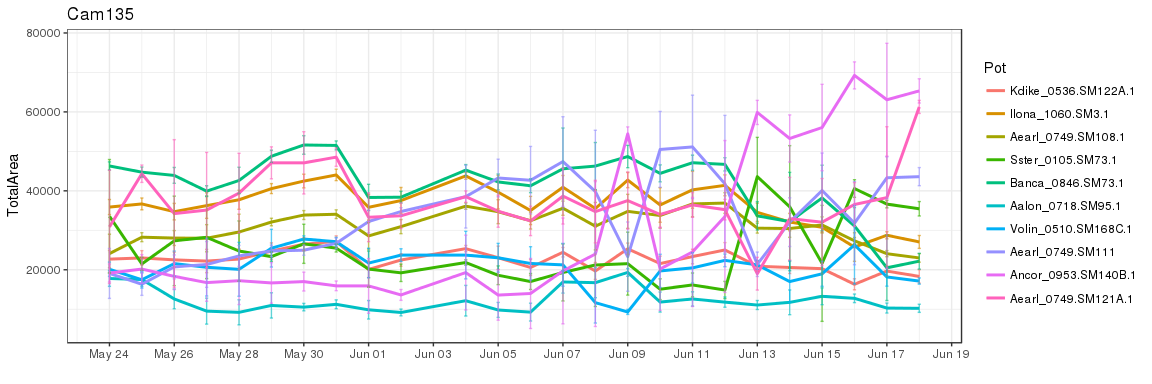 Cam135
TotalArea
80000
60000
40000
20000
May 24 May 26 May 28 May 30 Jun 01 Jun 03 Jun 05 Jun 07 Jun 09 Jun 11 Jun 13 Jun 15 Jun 17 Jun 19
Pot
Kdike_0536.SM122A.1
Ilona_1060.SM3.1
Aearl_0749.SM108.1
Sster_0105.SM73.1
Banca_0846.SM73.1
Aalon_0718.SM95.1
Volin_0510.SM168C.1
Aearl_0749.SM111
Ancor_0953.SM140B.1
Aearl_0749.SM121A.1